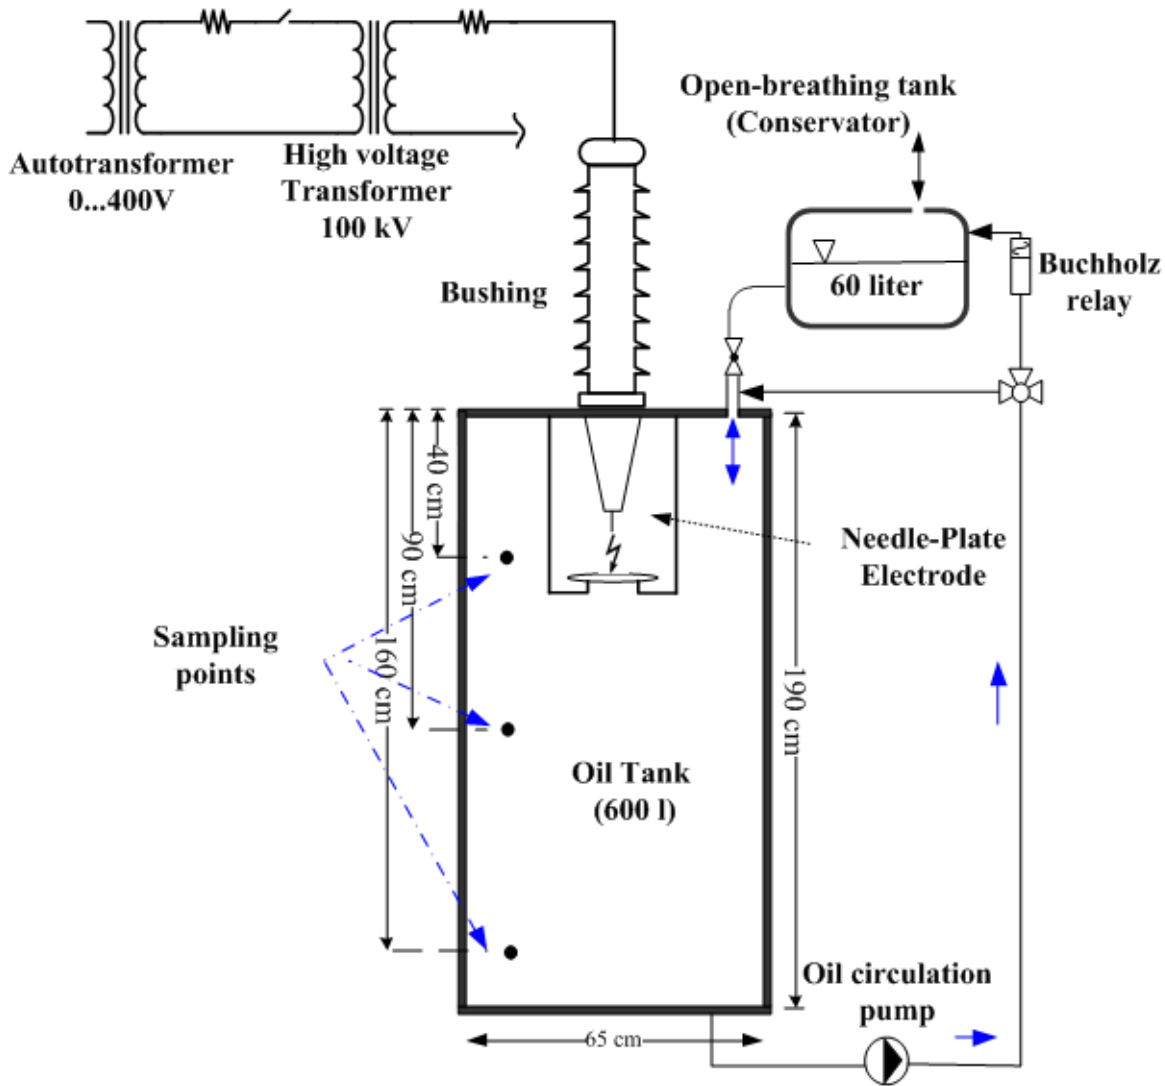 Open-breathing tank
(Conservator)
Autotransformer
0...400V
High voltage
Transformer
100 kV
Bushing
60 liter
Buchholz
relay
40 cm
90 cm
160 cm
190 cm
Needle-Plate
Electrode
Sampling
points
Oil Tank
(600 l)
Oil circulation
pump
65 cm